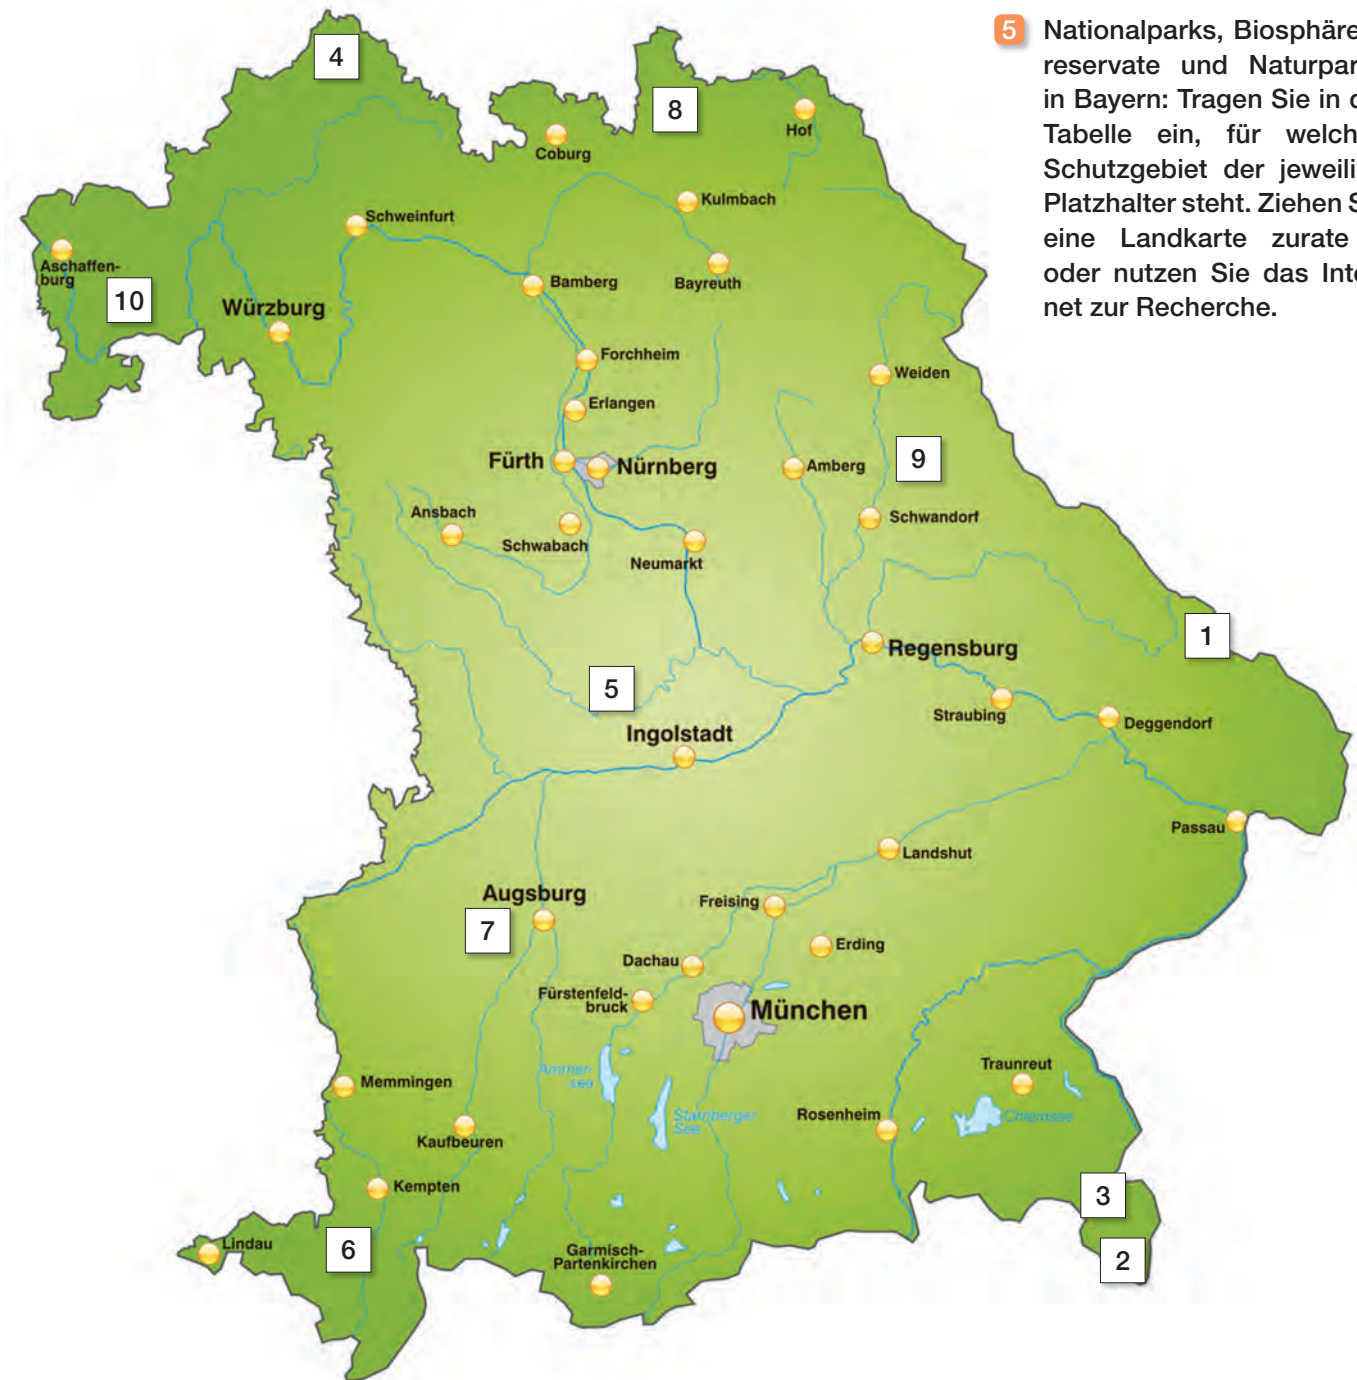 5 Nationalparks, Biosphäre
reservate und Naturpar
in Bayern: Tragen Sie in d
Tabelle ein, für welch
Schutzgebiet der jeweili
Platzhalter steht. Ziehen S
eine Landkarte zurate
oder nutzen Sie das Inte
net zur Recherche.
4
8
Hof
Coburg
Kulmbach
Schweinfurt
Aschaffen-
burg
Bamberg
Bayreuth
10
Würzburg
Forchheim
Weiden
Erlangen
Fürth
Nürnberg
Amberg
9
Ansbach
Schwabach
Schwandorf
Neumarkt
1
Regensburg
5
Straubing
Deggendorf
Ingolstadt
Passau
Landshut
Augsburg
7
Freising
Erding
Dachau
Fürstenfeld-
bruck
München
Ammer-
see
Traunreut
Memmingen
Starnberger
See
Rosenheim
Chiemsee
Kaufbeuren
Kempten
3
Lindau
6
Garmisch-
Partenkirchen
2